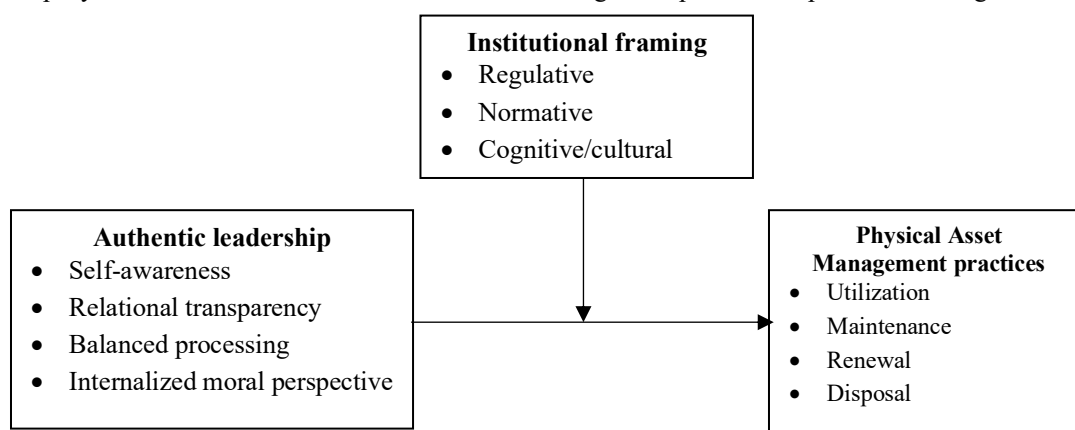 Institutional framing
• Regulative
• Normative
• Cognitive/cultural
Authentic leadership
• Self-awareness
• Relational transparency
• Balanced processing
• Internalized moral perspective
Physical Asset
Management practices
• Utilization
• Maintenance
• Renewal
• Disposal